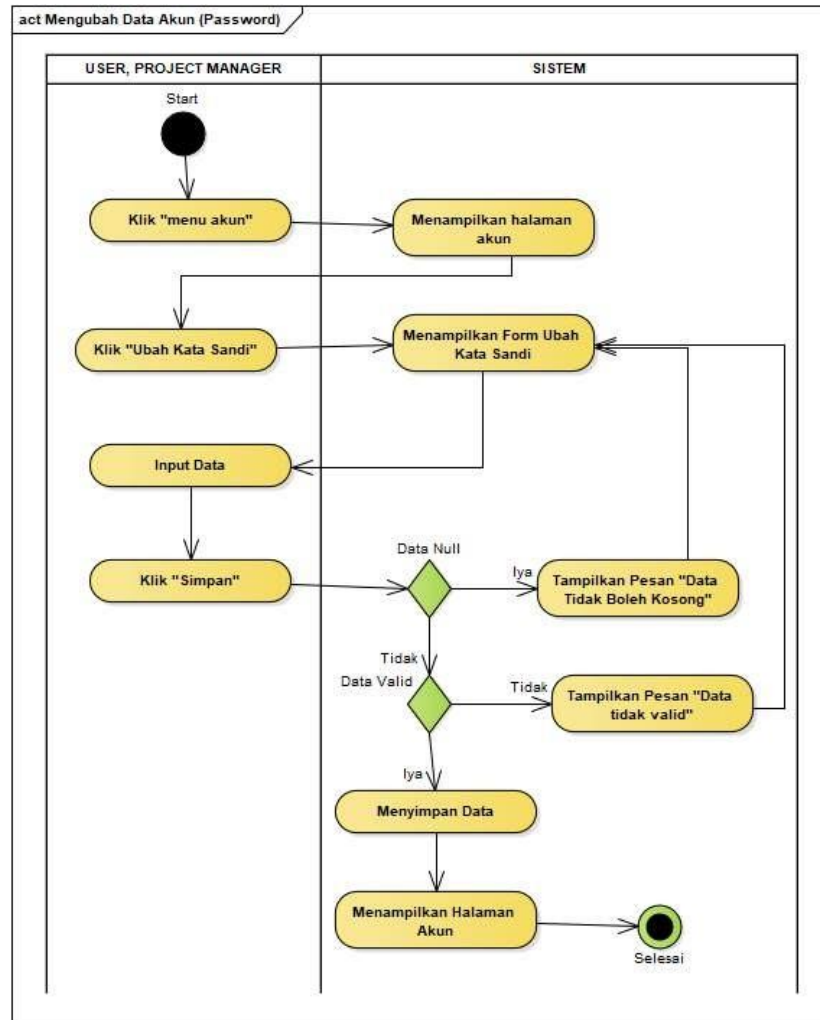 act Mengubah Data Akun (Password)
USER, PROJECT MANAGER
SISTEM
Start
Klik "menu akun"
Menampilkan halaman
akun
Klik "Ubah Kata Sandi"
Menampilkan Form Ubah
Kata Sandi
Input Data
Klik "Simpan"
Data Null
Iya
Tampilkan Pesan "Data
Tidak Boleh Kosong"
Tidak
Data Valid
Tidak
Tampilkan Pesan "Data
tidak valid"
Iya
Menyimpan Data
Menampilkan Halaman
Akun
Selesai